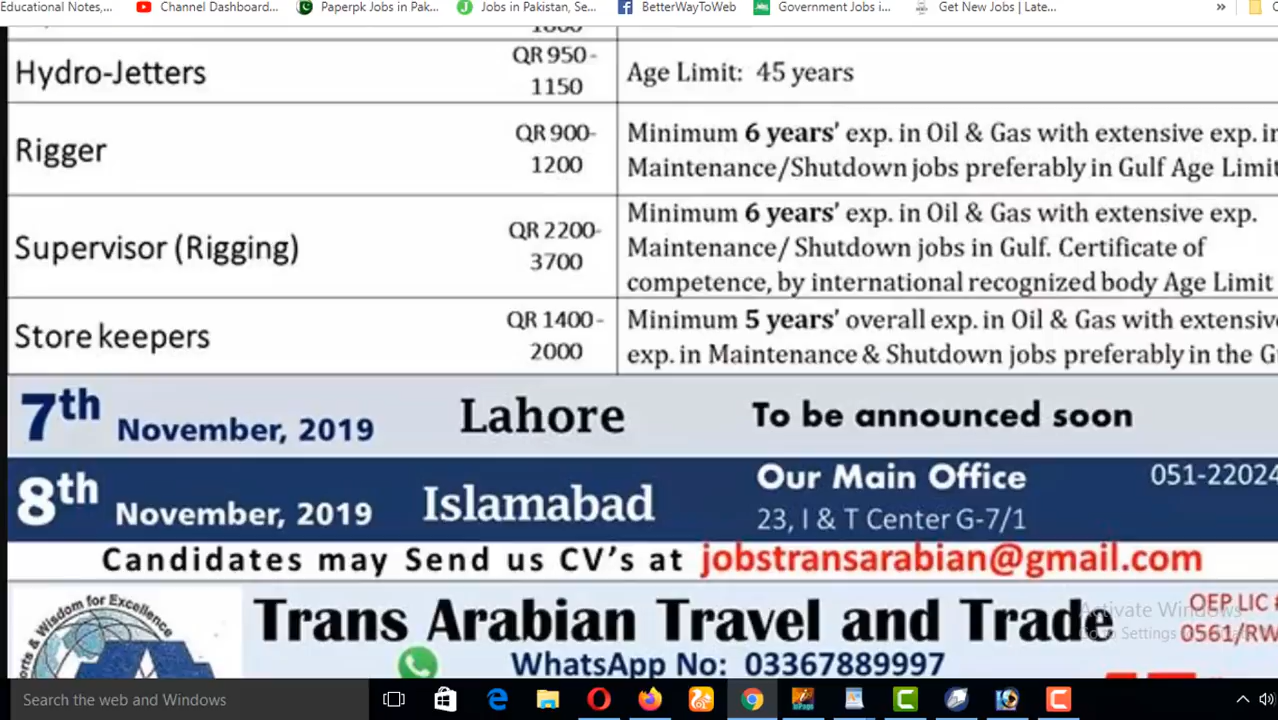 Educational Notes,... Channel Dashboard... Paperpk Jobs in Pak... Jobs in Pakistan, Se... BetterWayToWeb Government Jobs i... Get New Jobs | Late... »
Hydro-Jetters QR 950 - 1150 Age Limit: 45 years
Rigger QR 900- 1200 Minimum 6 years' exp. in Oil & Gas with extensive exp. in
Maintenance/Shutdown jobs preferably in Gulf Age Limit
Supervisor (Rigging) QR 2200- 3700 Minimum 6 years' exp. in Oil & Gas with extensive exp.
Maintenance/ Shutdown jobs in Gulf. Certificate of
competence, by international recognized body Age Limit
Store keepers QR 1400 - 2000 Minimum 5 years' overall exp. in Oil & Gas with extensive
exp. in Maintenance & Shutdown jobs preferably in the
7th November, 2019 Lahore To be announced soon
8th November, 2019 Islamabad Our Main Office 051-22024
23, I & T Center G-7/1
Candidates may Send us CV's at jobstransarabian@gmail.com
& Wisdom for Excellence
Trans Arabian Travel and Trade OEP LIC #
Activate Windows
0561/RW
WhatsApp No: 03367889997
Search the web and Windows